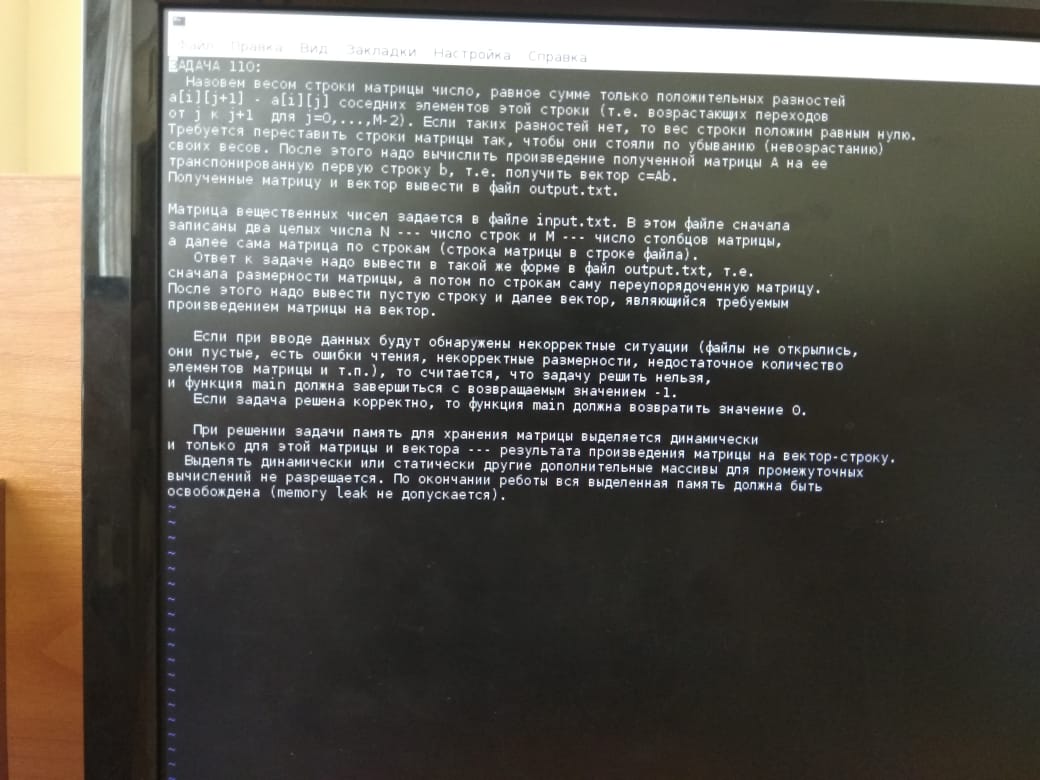 Файл Правка Вид Закладки Настройка Справка
ЗАДАЧА 110:
Назовем весом строки матрицы число, равное сумме только положительных разностей
a[i][j+1] - a[i][j] соседних элементов этой строки (т.е. возрастающих переходов
от j к j+1 для j=0,...,M-2). Если таких разностей нет, то вес строки положим равным нулю.
Требуется переставить строки матрицы так, чтобы они стояли по убыванию (невозрастанию)
своих весов. После этого надо вычислить произведение полученной матрицы A на ее
транспонированную первую строку b, т.е. получить вектор c=Ab.
Полученные матрицу и вектор вывести в файл output.txt.
Матрица вещественных чисел задается в файле input.txt. В этом файле сначала
записаны два целых числа N --- число строк и M --- число столбцов матрицы,
а далее сама матрица по строкам (строка матрицы в строке файла).
Ответ к задаче надо вывести в такой же форме в файл output.txt, т.е.
сначала размерности матрицы, а потом по строкам саму переупорядоченную матрицу.
После этого надо вывести пустую строку и далее вектор, являющийся требуемым
произведением матрицы на вектор.
Если при вводе данных будут обнаружены некорректные ситуации (файлы не открылись,
они пустые, есть ошибки чтения, некорректные размерности, недостаточное количество
элементов матрицы и т.п.), то считается, что задачу решить нельзя,
и функция main должна завершиться с возвращаемым значением -1.
Если задача решена корректно, то функция main должна возвратить значение 0.
При решении задачи память для хранения матрицы выделяется динамически
и только для этой матрицы и вектора --- результата произведения матрицы на вектор-строку.
Выделять динамически или статически другие дополнительные массивы для промежуточных
вычислений не разрешается. По окончании работы вся выделенная память должна быть
освобождена (memory leak не допускается).